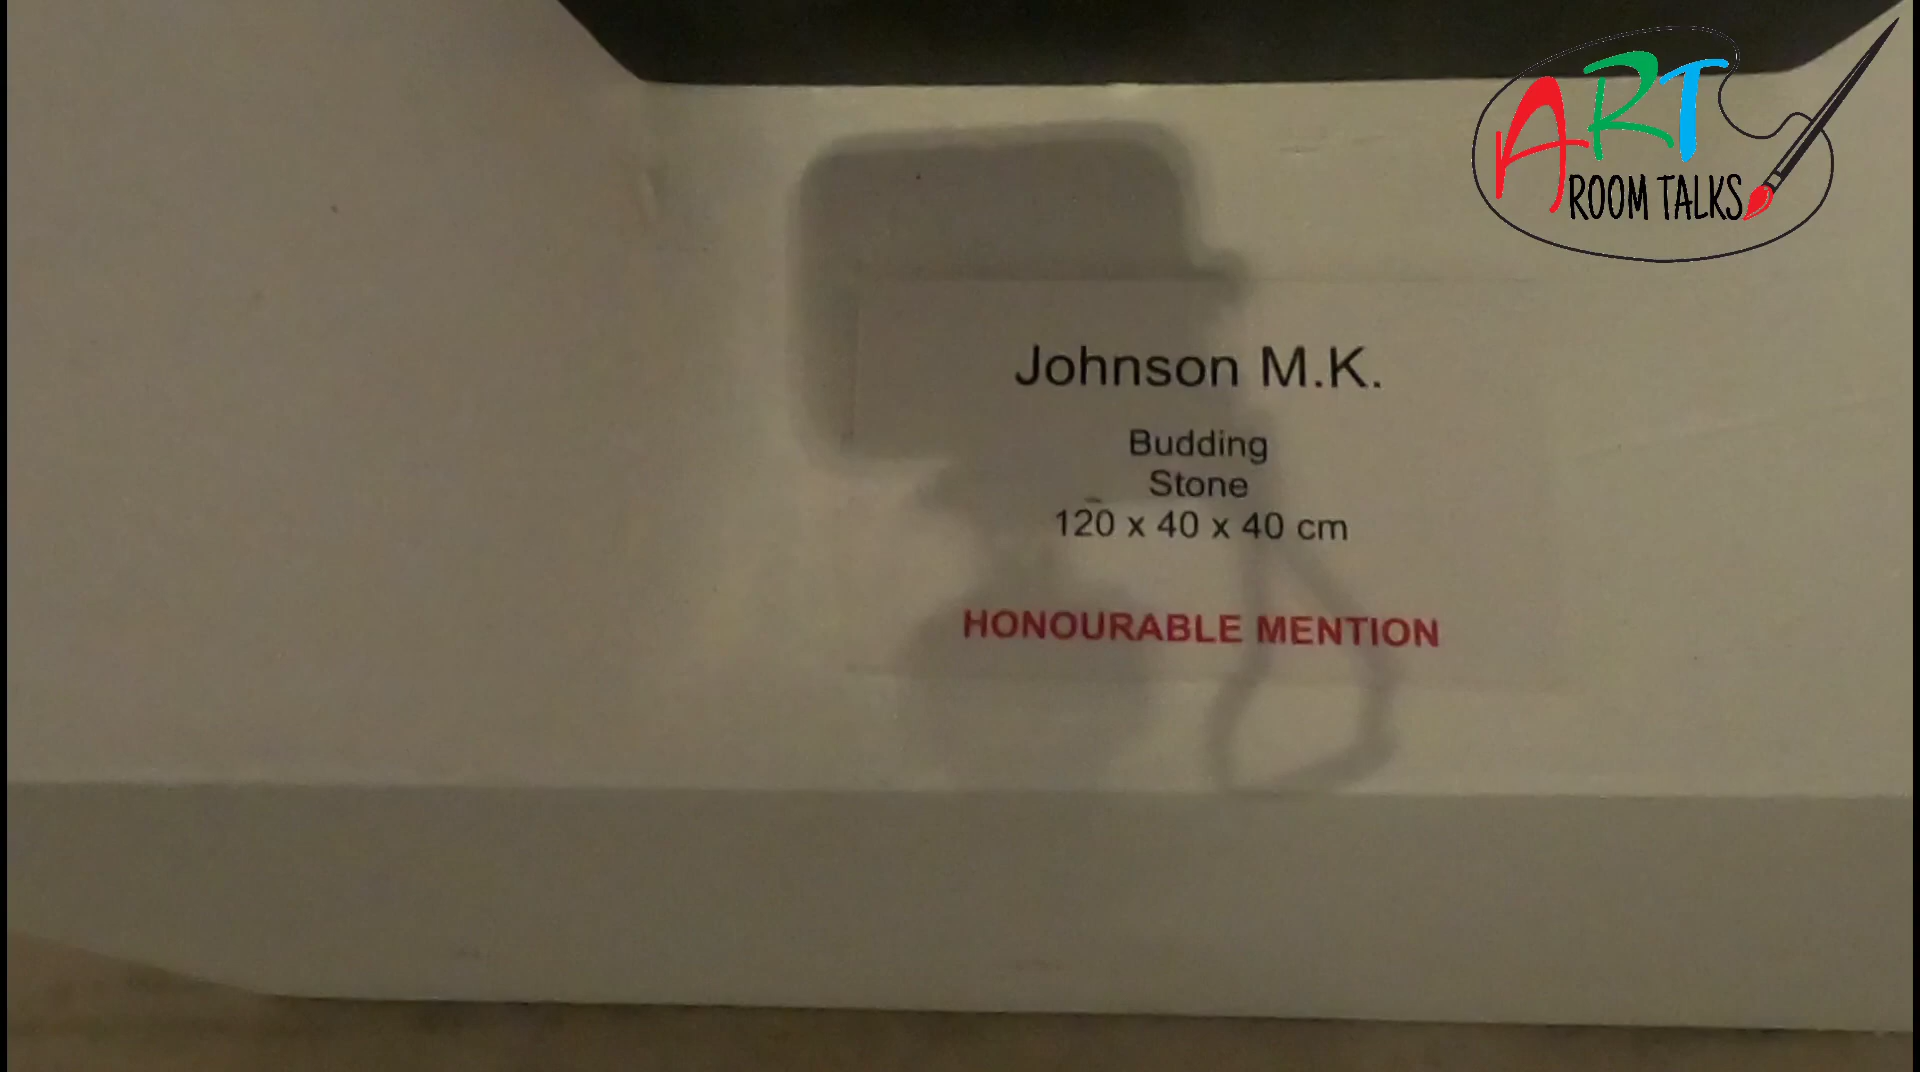 ART
ROOM TALKS
Johnson M.K.
Budding
Stone
120 x 40 x 40 cm
HONOURABLE MENTION